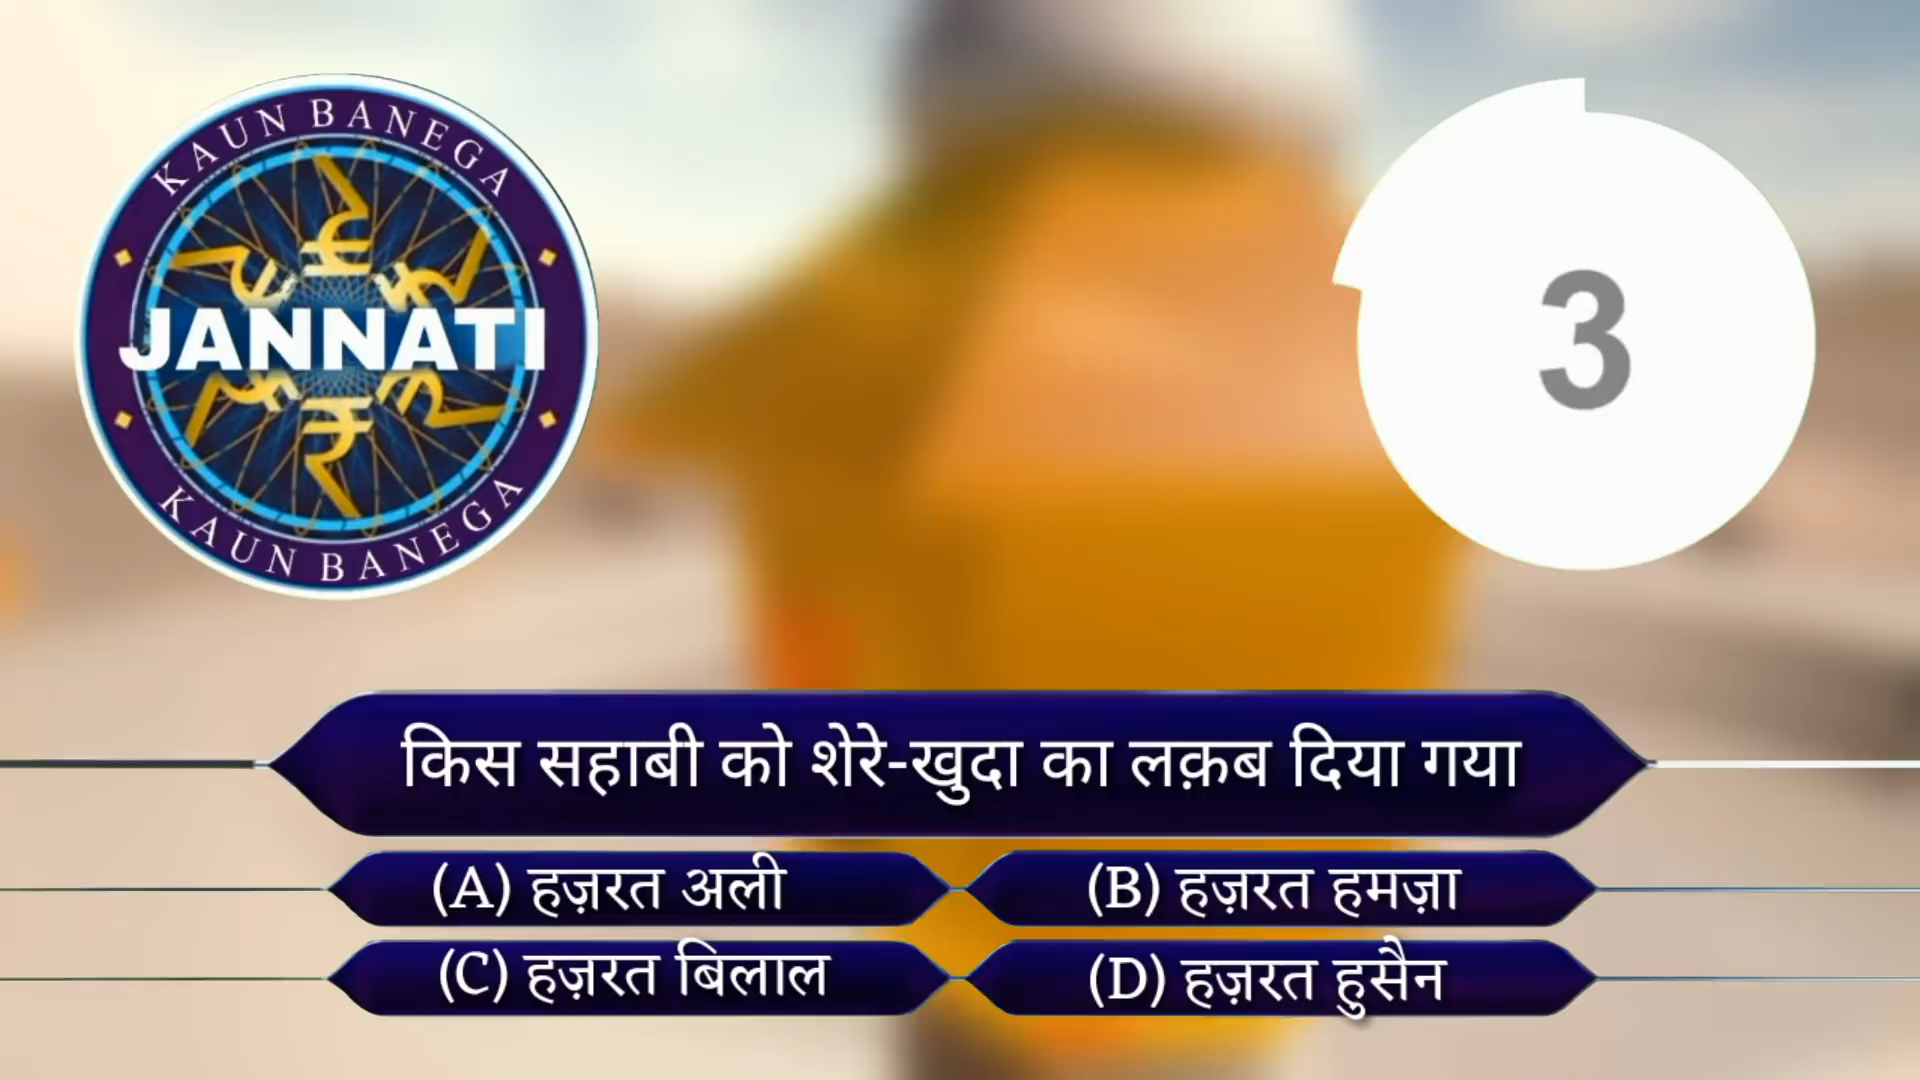 KAUN BANEGA
JANNATI
KAUN BANEGA
3
किस सहाबी को शेरे-खुदा का लक़ब दिया गया
(A) हज़रत अली
(B) हज़रत हमज़ा
(C) हज़रत बिलाल
(D) हज़रत हुसैन